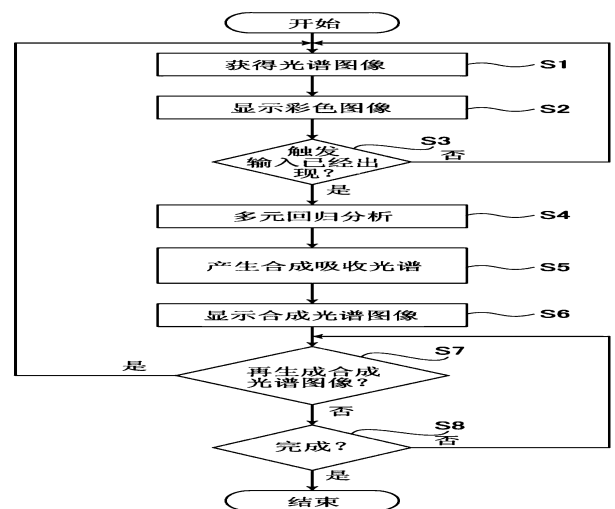 开始
获得光谱图像
S1
显示彩色图像
S2
S3
触发
输入已经出
现？
否
是
多元回归分析
S4
产生合成吸收光谱
S5
显示合成光谱图像
S6
S7
是
再生成合成
光谱图像？
否
S8
完成？
否
是
结束